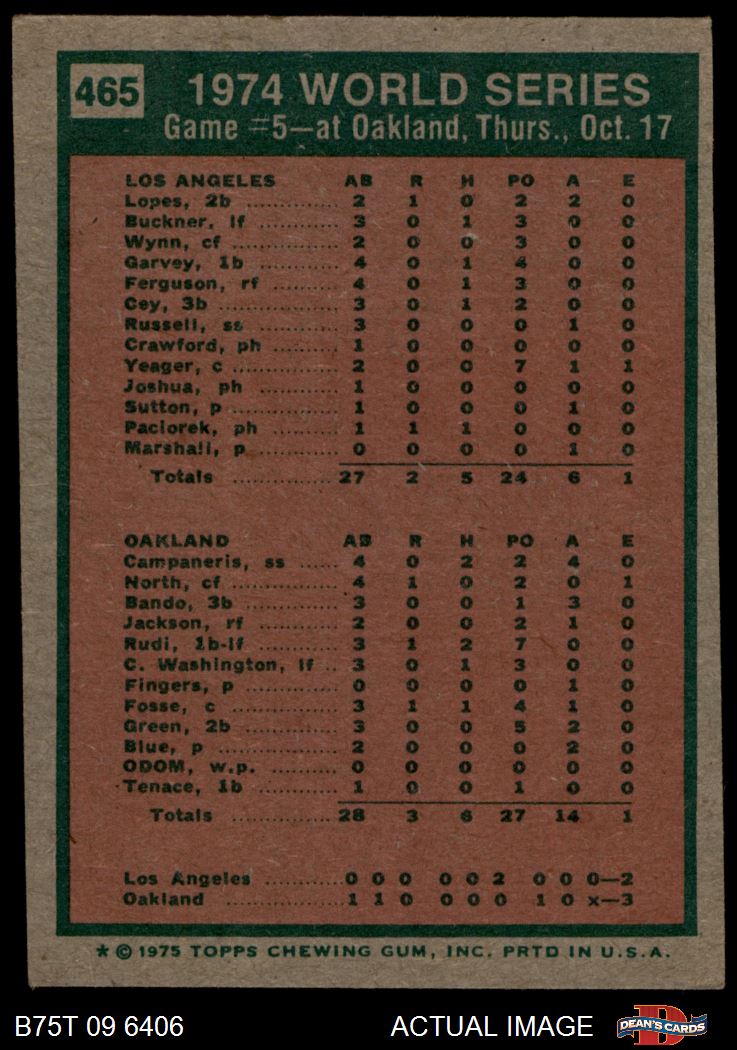 465 1974 WORLD SERIES
Game #5—at Oakland, Thurs., Oct. 17
LOS ANGELES AB R H PO A E
Lopes, 2b ............ 2 1 0 2 2 0
Buckner, lf ............ 3 0 1 3 0 0
Wynn, cf ............ 2 0 0 3 0 0
Garvey, 1b ............ 4 0 1 4 0 0
Ferguson, rf ............ 4 0 1 3 0 0
Cey, 3b ............ 3 0 1 2 0 0
Russell, ss ............ 3 0 0 0 1 0
Crawford, ph .......... 1 0 0 0 0 0
Yeager, c ............ 2 0 0 7 1 1
Joshua, ph ............ 1 0 0 0 0 0
Sutton, p ............ 1 0 0 0 1 0
Paciorek, ph .......... 1 1 1 0 0 0
Marshall, p ............ 0 0 0 0 1 0
Totals ............ 27 2 5 24 6 1
OAKLAND AB R H PO A E
Campaneris, ss ...... 4 0 2 2 4 0
North, cf ............ 4 1 0 2 0 1
Bando, 3b ............ 3 0 0 1 3 0
Jackson, rf ............ 2 0 0 2 1 0
Rudi, 1b-lf ............ 3 1 2 7 0 0
C. Washington, lf .. 3 0 1 3 0 0
Fingers, p ............ 0 0 0 0 1 0
Fosse, c ............ 3 1 1 4 1 0
Green, 2b ............ 3 0 0 5 2 0
Blue, p ............ 2 0 0 0 2 0
ODOM, w.p. .......... 0 0 0 0 0 0
Tenace, 1b ............ 1 0 0 1 0 0
Totals ............ 28 3 6 27 14 1
Los Angeles ............ 0 0 0 0 0 2 0 0 0—2
Oakland ............ 1 1 0 0 0 0 1 0 x—3
* © 1975 TOPPS CHEWING GUM, INC. PRTD IN U.S.A.
B75T 09 6406 ACTUAL IMAGE D DEAN'S CARDS